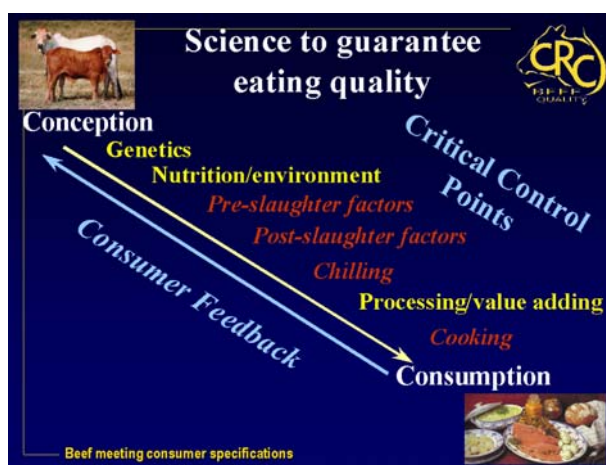 Science to guarantee
eating quality
CRC
BEEF
QUALITY
Conception
Genetics
Nutrition/environment
Pre-slaughter factors
Post-slaughter factors
Chilling
Processing/value adding
Cooking
Consumption
Critical Control
Points
Consumer Feedback
Beef meeting consumer specifications